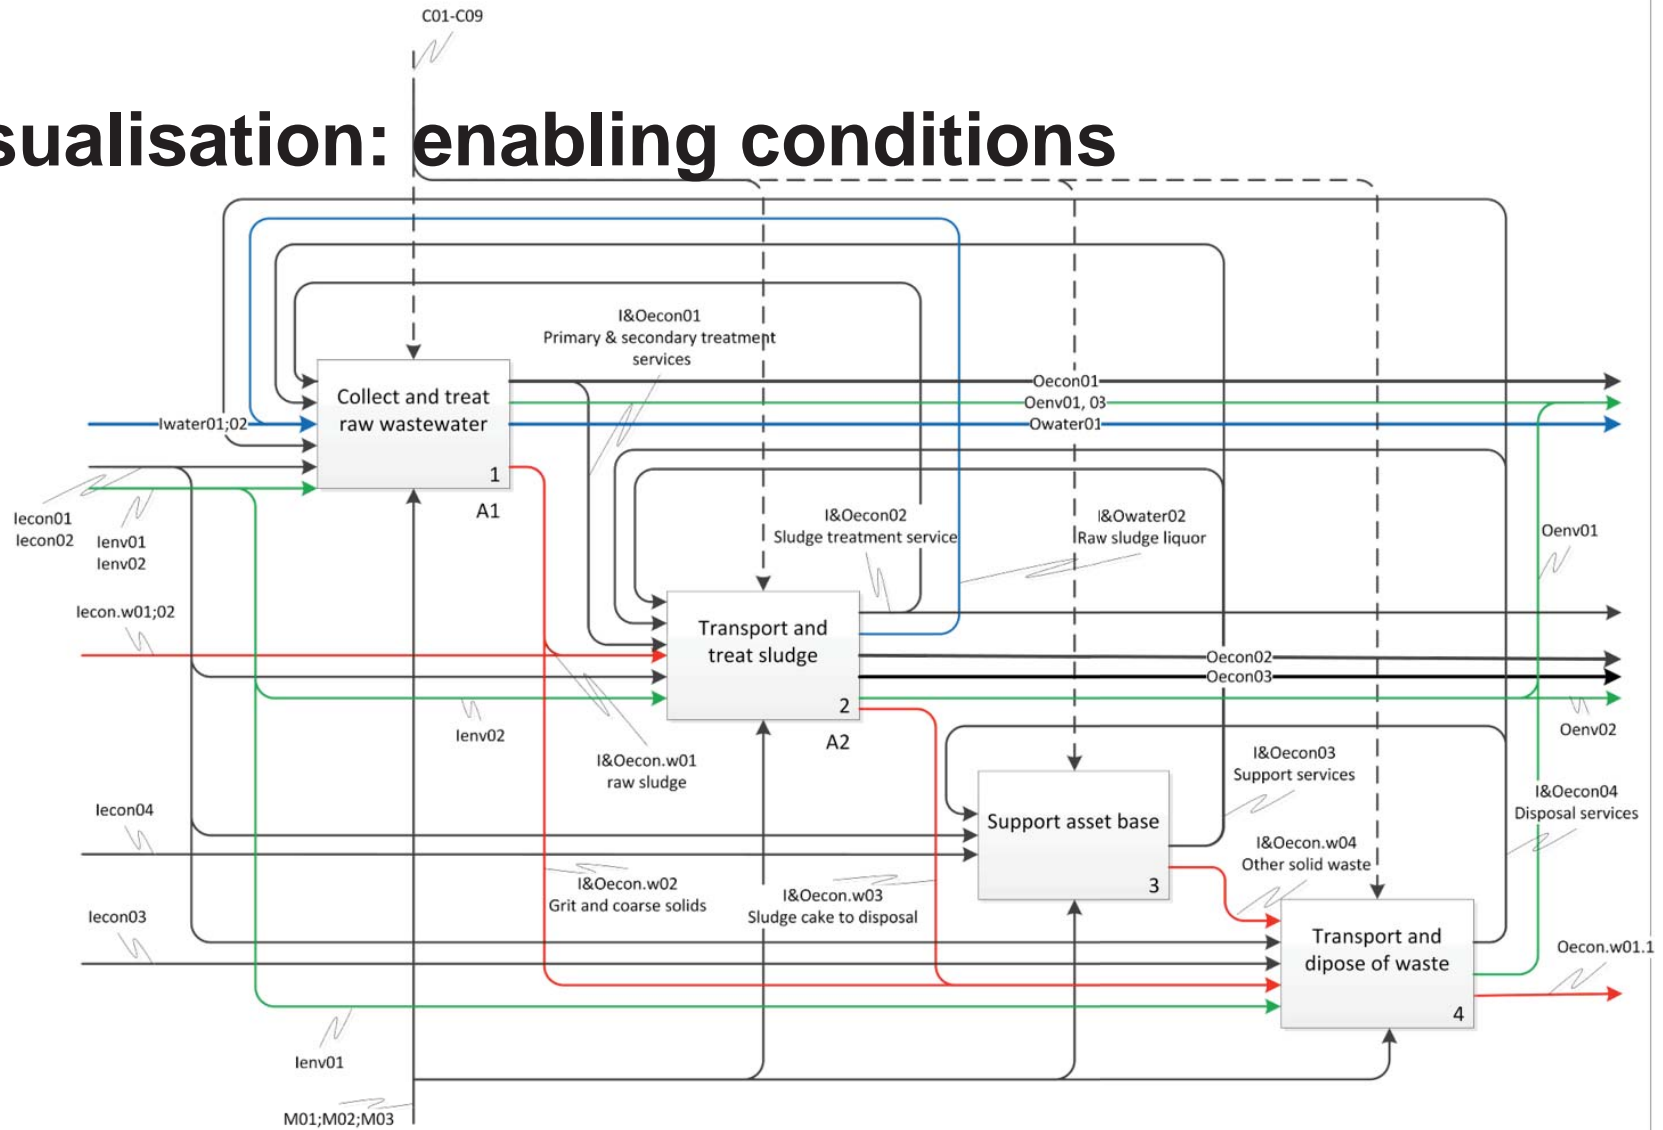 C01-C09
sualisation: enabling conditions
I&Oecon01
Primary & secondary treatment
services
Collect and treat
raw wastewater
1
A1
Oecon01
Oenv01, 03
Owater01
Iwater01;02
Iecon01
Iecon02
Ienv01
Ienv02
I&Oecon02
Sludge treatment service
I&Owater02
Raw sludge liquor
Oenv01
Iecon.w01;02
Transport and
treat sludge
2
A2
Oecon02
Oecon03
Ienv02
Oenv02
I&Oecon.w01
raw sludge
I&Oecon03
Support services
I&Oecon04
Disposal services
Iecon04
Support asset base
3
I&Oecon.w04
Other solid waste
I&Oecon.w02
Grit and coarse solids
I&Oecon.w03
Sludge cake to disposal
Iecon03
Transport and
dipose of waste
4
Oecon.w01.1
Ienv01
M01;M02;M03